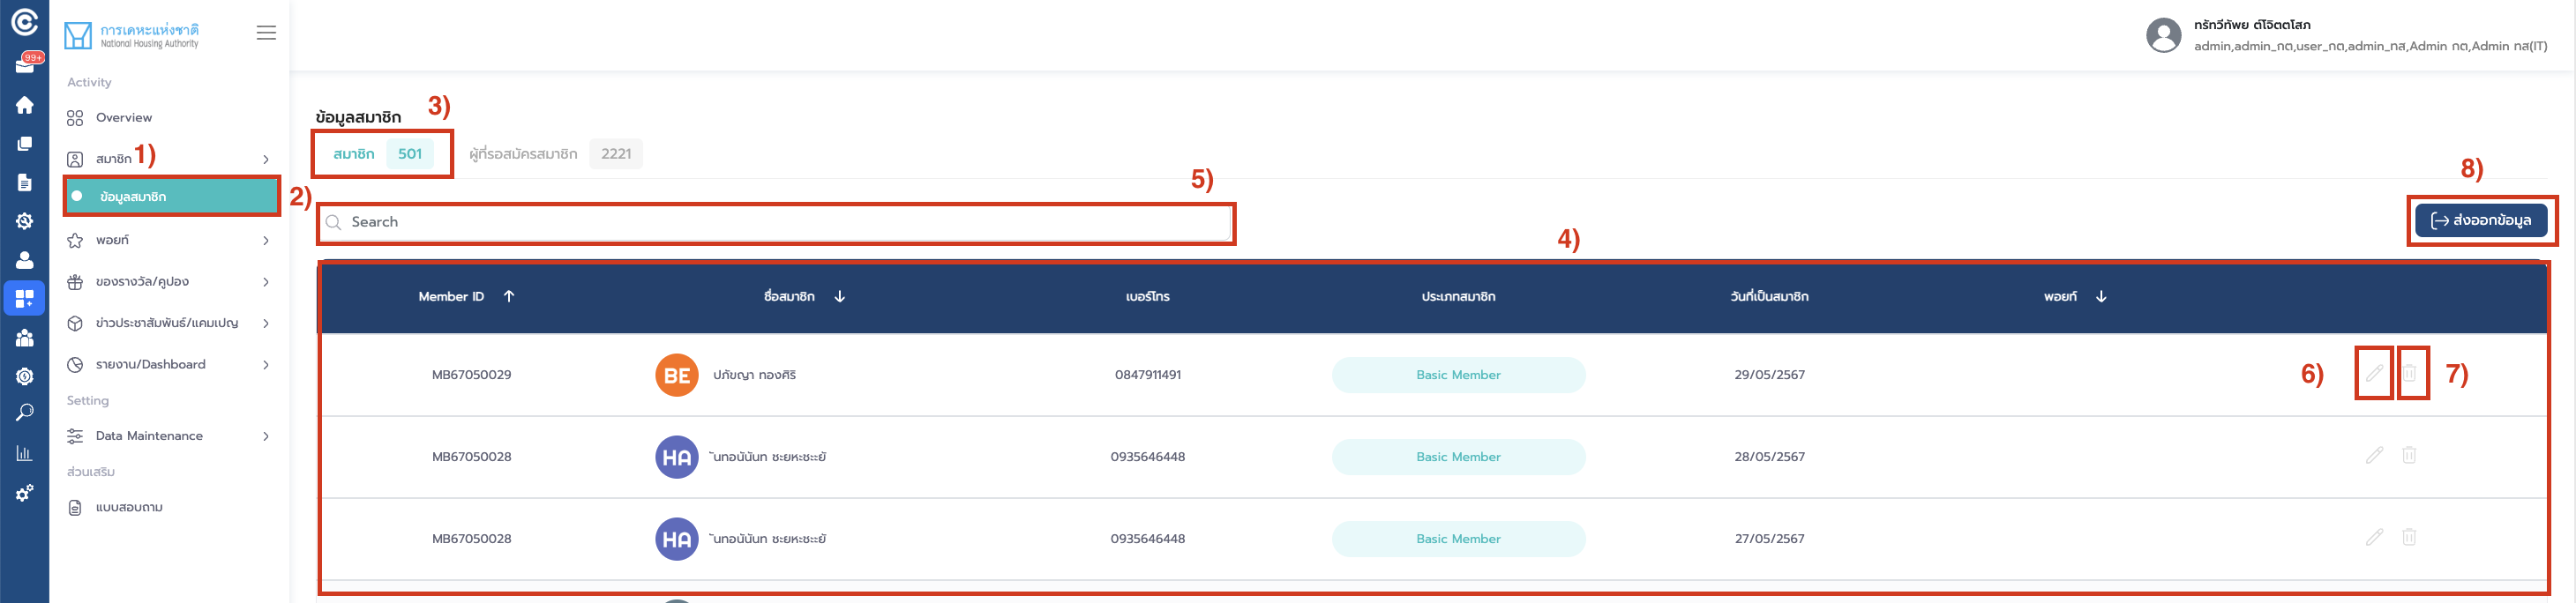 99+
การเคหะแห่งชาติ
National Housing Authority
Activity
Overview
สมาชิก 1)
ข้อมูลสมาชิก 2)
พอยท์
ของรางวัล/คูปอง
ข่าวประชาสัมพันธ์/แคมเปญ
รายงาน/Dashboard
Setting
Data Maintenance
ส่วนเสริม
แบบสอบถาม
ทรัทวีทัพย ตัโจิตตโสภ
admin,admin_กต,user_กต,admin_ทส,Admin กต,Admin ทส(IT)
ข้อมูลสมาชิก 3)
สมาชิก 501 ผู้ที่รอสมัครสมาชิก 2221
5) 8)
Search ส่งออกข้อมูล
4)
Member ID ชื่อสมาชิก เบอร์โทร ประเภทสมาชิก วันที่เป็นสมาชิก พอยท์
MB67050029 BE ปภัขญา ทองศิริ 0847911491 Basic Member 29/05/2567 6) 7)
MB67050028 HA ันทอนันันท ชะยหะชะะยั 0935646448 Basic Member 28/05/2567
MB67050028 HA ันทอนันันท ชะยหะชะะยั 0935646448 Basic Member 27/05/2567